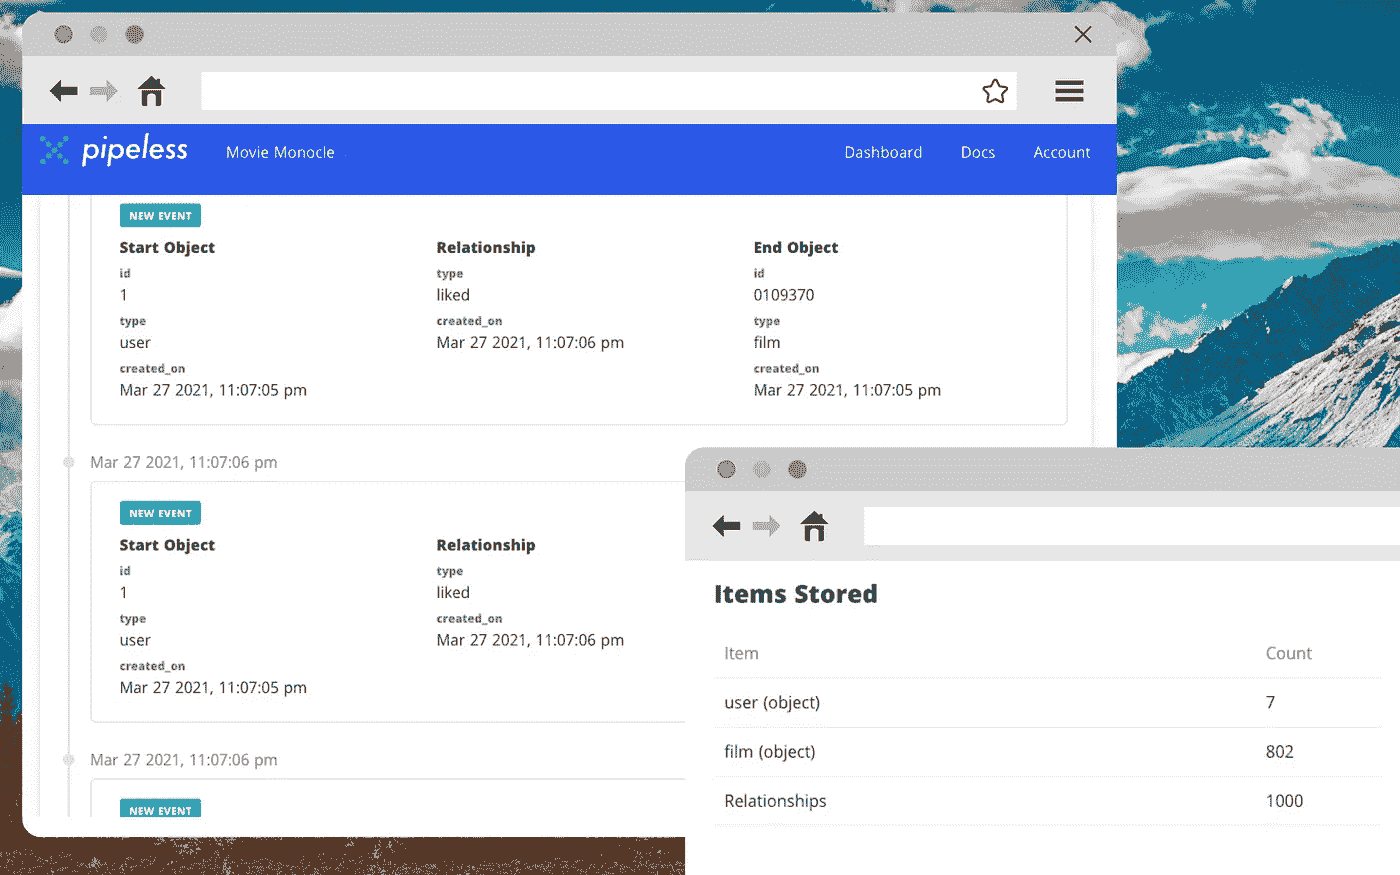 pipeless Movie Monocle Dashboard Docs Account
NEW EVENT
Start Object Relationship End Object
id type id
1 liked 0109370
type created_on type
user Mar 27 2021, 11:07:06 pm film
created_on created_on
Mar 27 2021, 11:07:05 pm Mar 27 2021, 11:07:05 pm
Mar 27 2021, 11:07:06 pm
NEW EVENT
Start Object Relationship
id type
1 liked
type created_on
user Mar 27 2021, 11:07:06 pm
created_on
Mar 27 2021, 11:07:05 pm
Mar 27 2021, 11:07:06 pm
NEW EVENT
Items Stored
Item Count
user (object) 7
film (object) 802
Relationships 1000